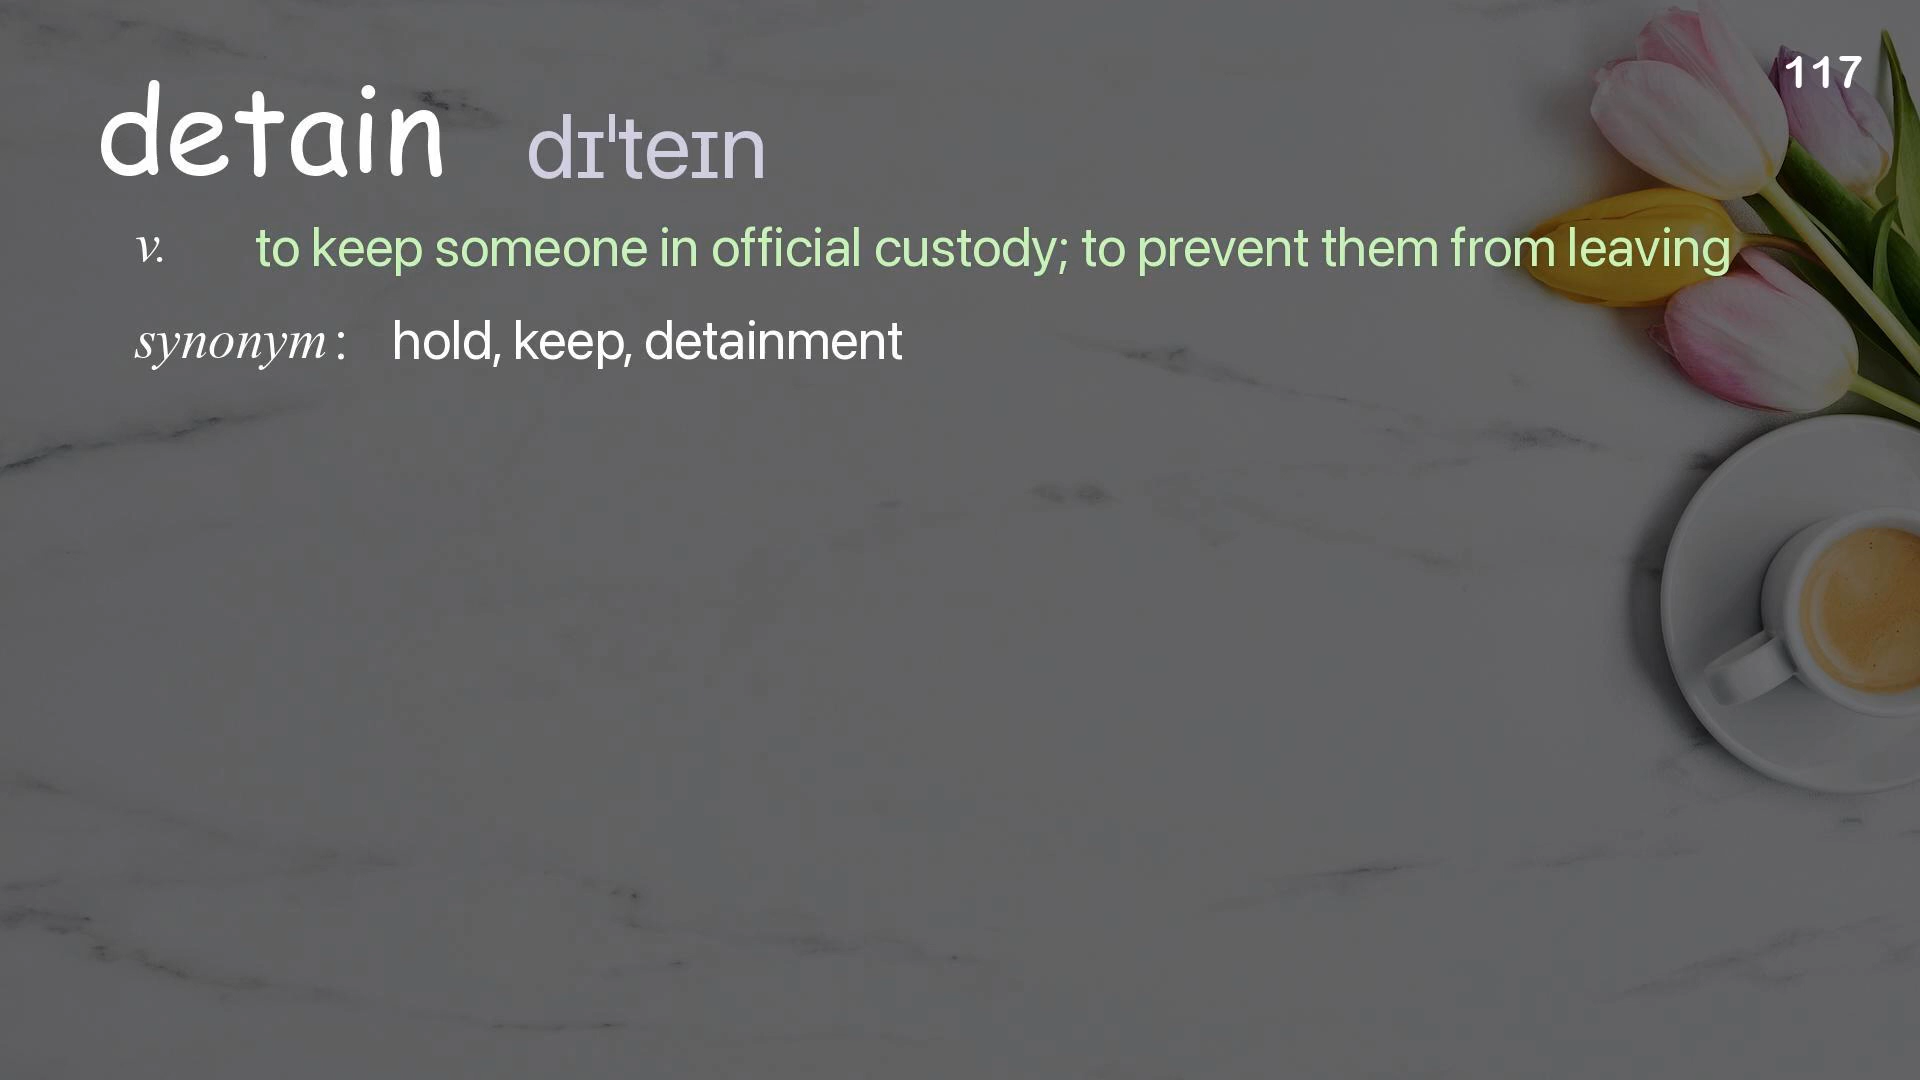 117
detain dɪˈteɪn
v. to keep someone in official custody; to prevent them from leaving
synonym : hold, keep, detainment